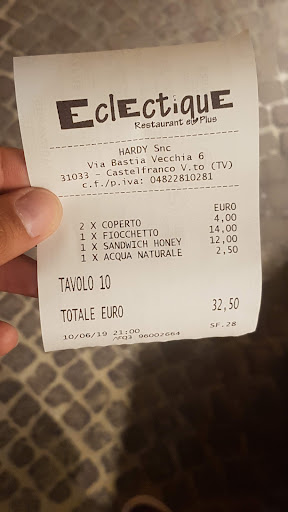 EclEctiquE
Restaurant e Plus
HARDY Snc
Via Bastia Vecchia 6
31033 - Castelfranco V.to (TV)
c.f./p.iva: 04822810281
EURO
2 X COPERTO 4,00
1 X FIOCCHETTO 14,00
1 X SANDWICH HONEY 12,00
1 X ACQUA NATURALE 2,50
TAVOLO 10
TOTALE EURO 32,50
10/06/19 21:00 SF.28
96002664